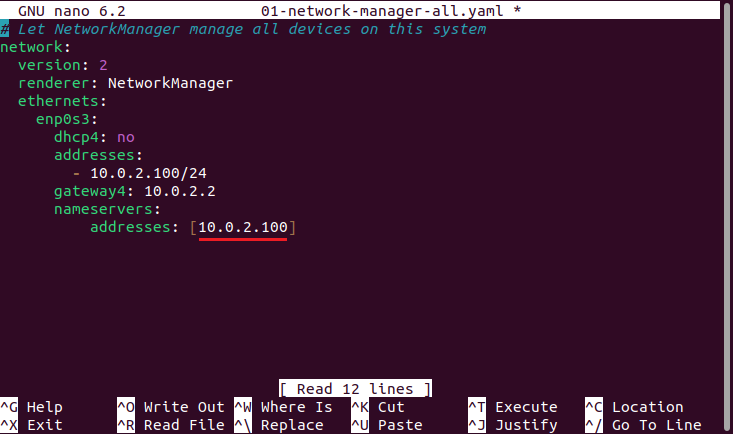 GNU nano 6.2 01-network-manager-all.yaml *
# Let NetworkManager manage all devices on this system
network:
  version: 2
  renderer: NetworkManager
  ethernets:
    enp0s3:
      dhcp4: no
      addresses:
        - 10.0.2.100/24
      gateway4: 10.0.2.2
      nameservers:
          addresses: [10.0.2.100]
[ Read 12 lines ]
^G Help ^O Write Out ^W Where Is ^K Cut ^T Execute ^C Location
^X Exit ^R Read File ^\ Replace ^U Paste ^J Justify ^/ Go To Line